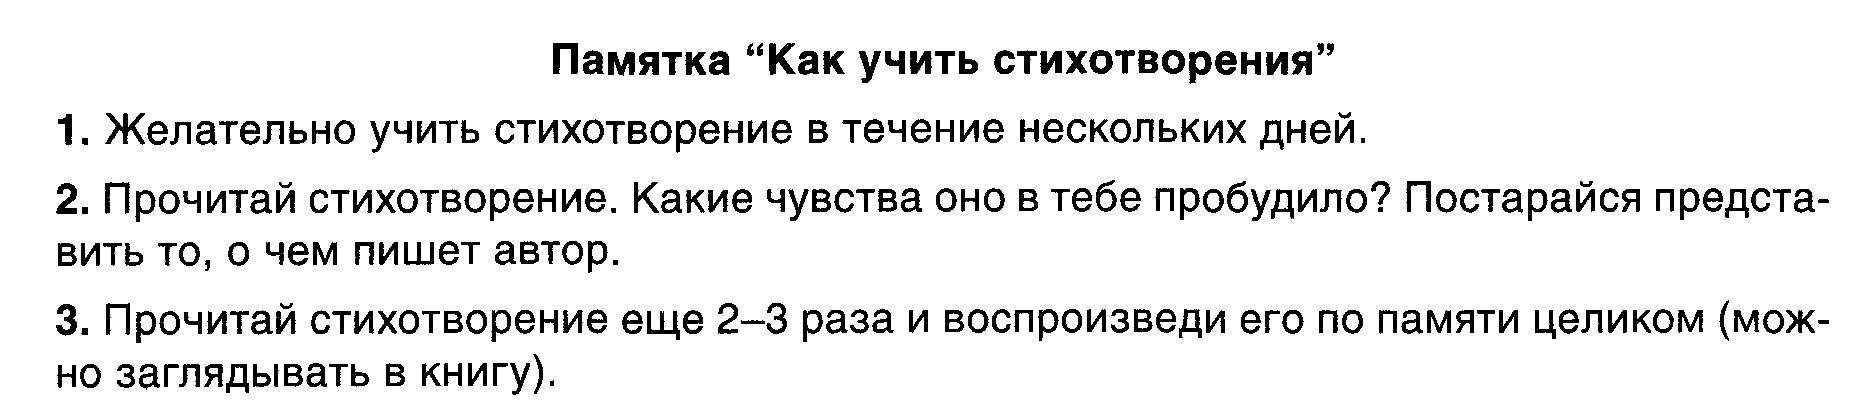 Памятка “Как учить стихотворения”
1. Желательно учить стихотворение в течение нескольких дней.
2. Прочитай стихотворение. Какие чувства оно в тебе пробудило? Постарайся предста-
вить то, о чем пишет автор.
3. Прочитай стихотворение еще 2–3 раза и воспроизведи его по памяти целиком (мож-
но заглядывать в книгу).